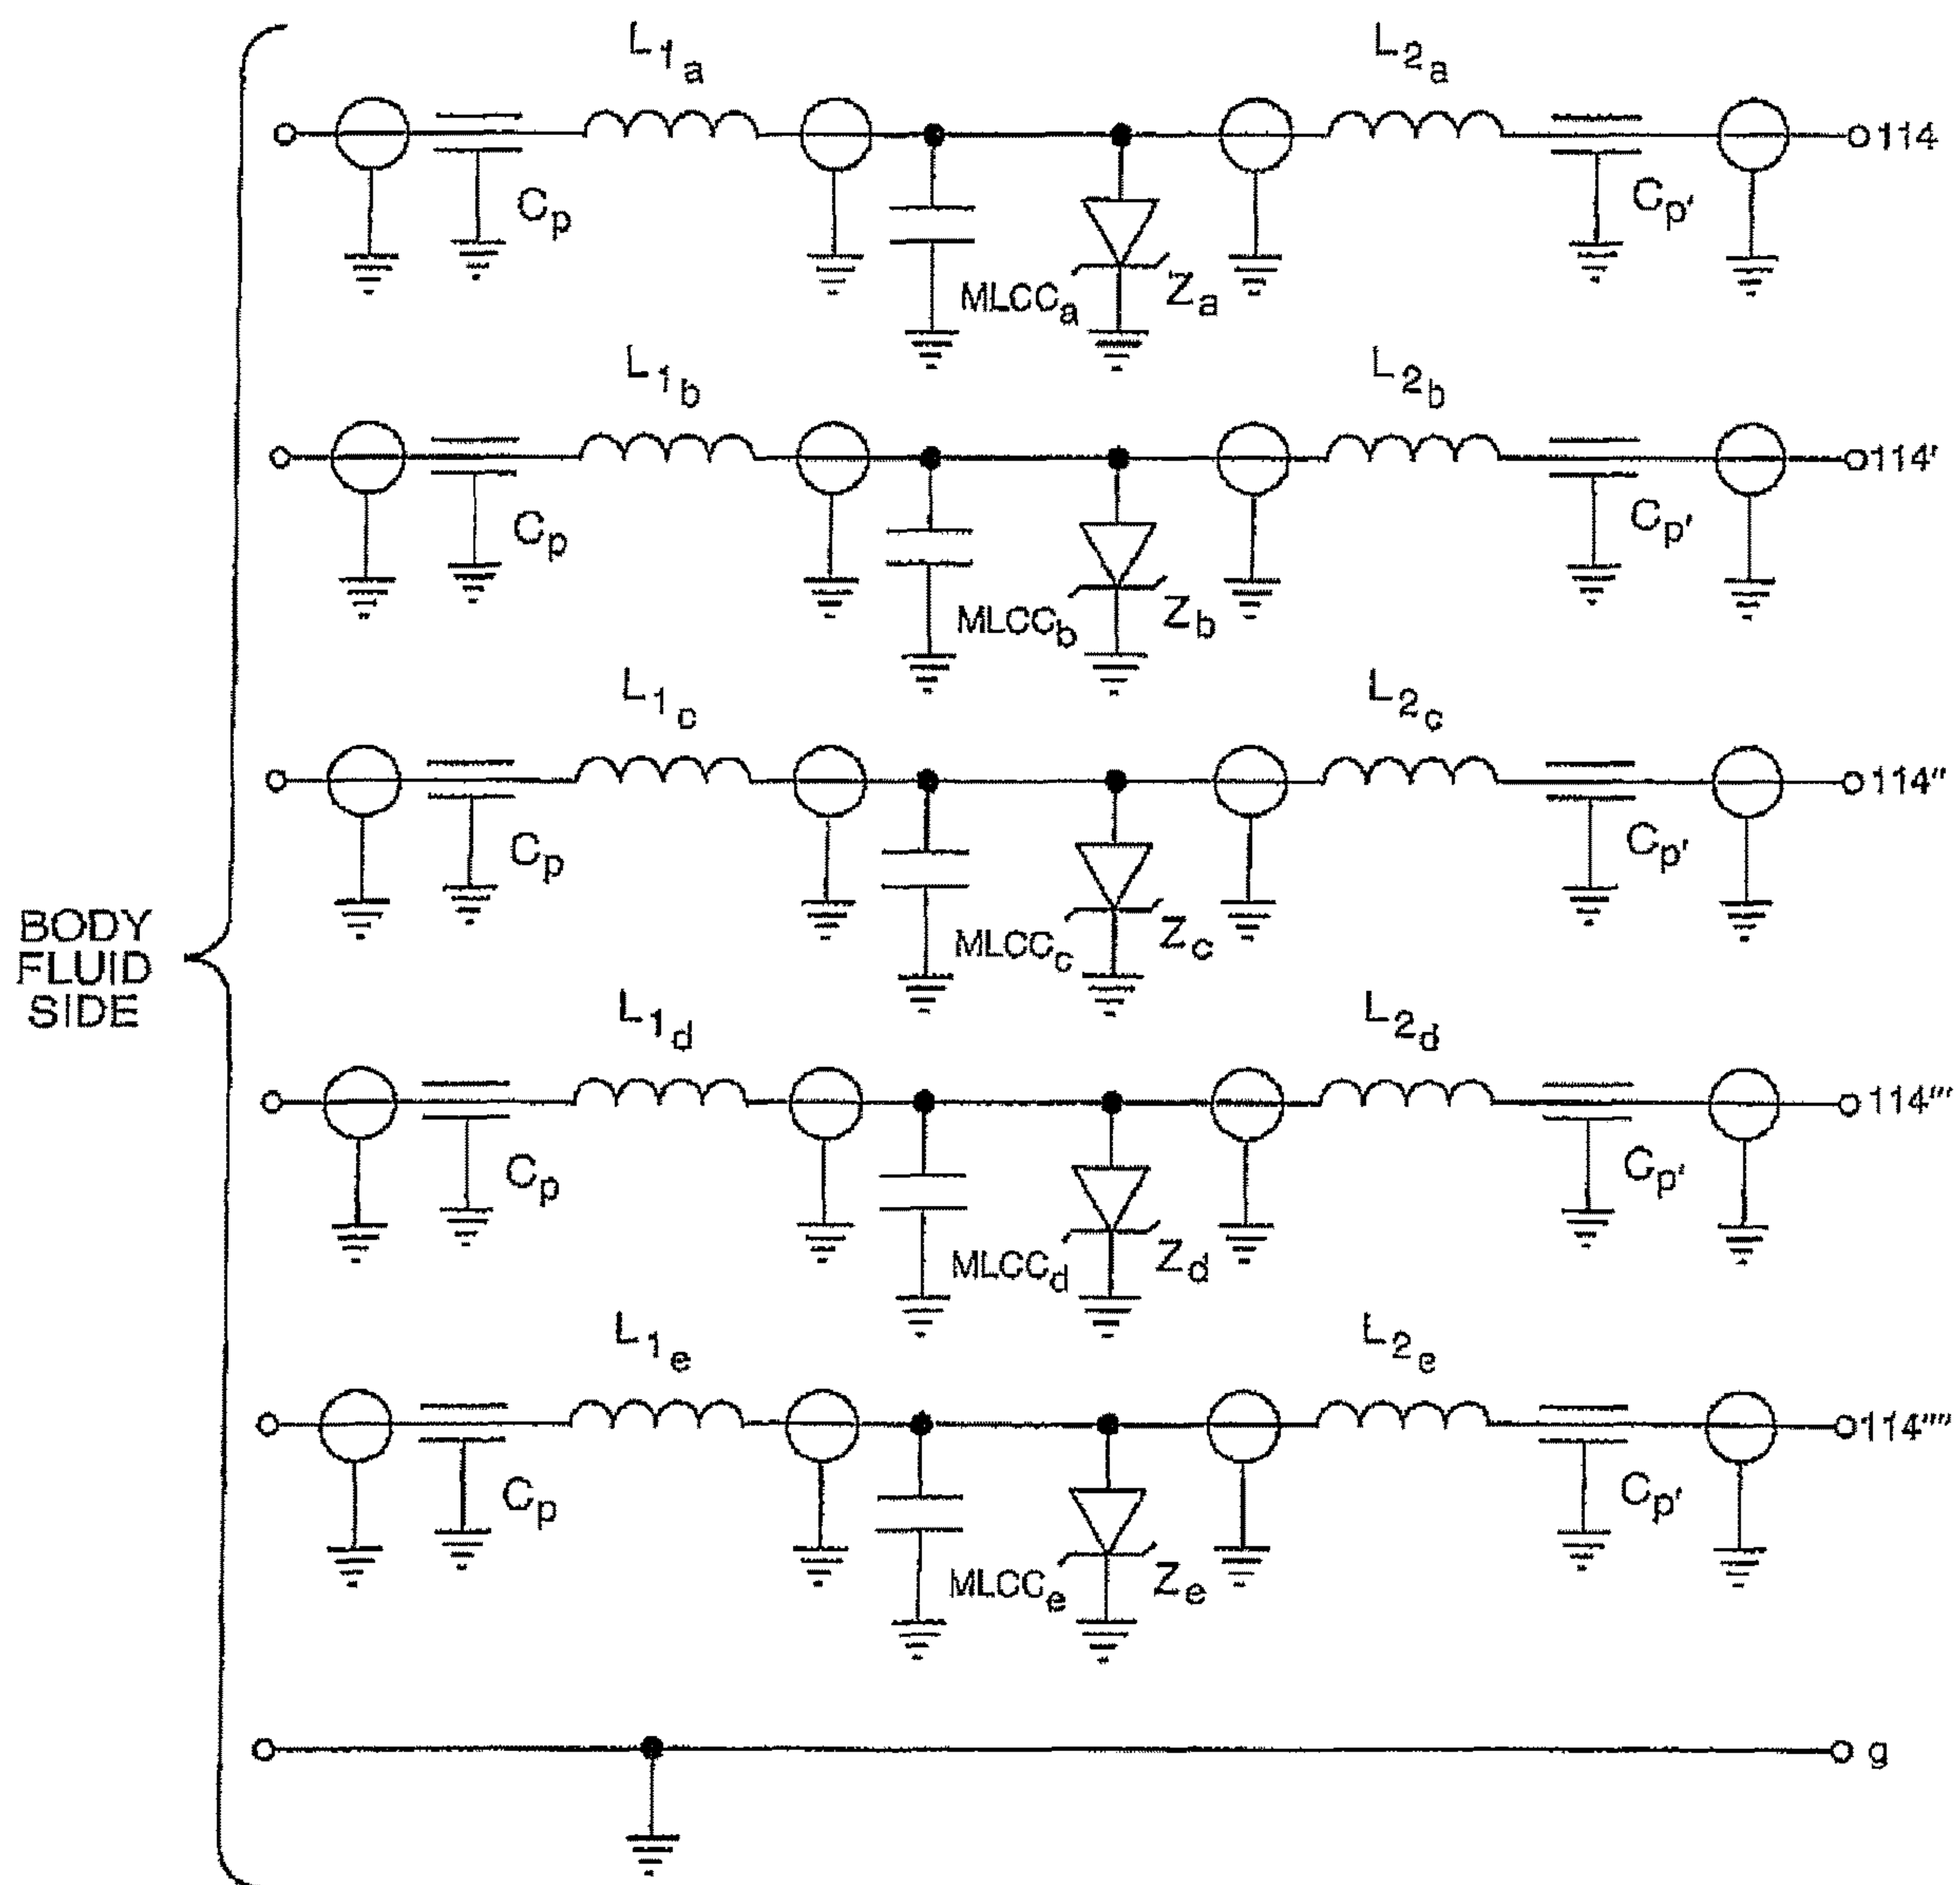 L1a L2a
114
Cp Cp'
MLCCa Za
L1b L2b
114'
Cp Cp'
MLCCb Zb
L1c L2c
114''
Cp Cp'
BODY
FLUID
SIDE
MLCCc Zc
L1d L2d
114'''
Cp Cp'
MLCCd Zd
L1e L2e
114''''
Cp Cp'
MLCCe Ze
g